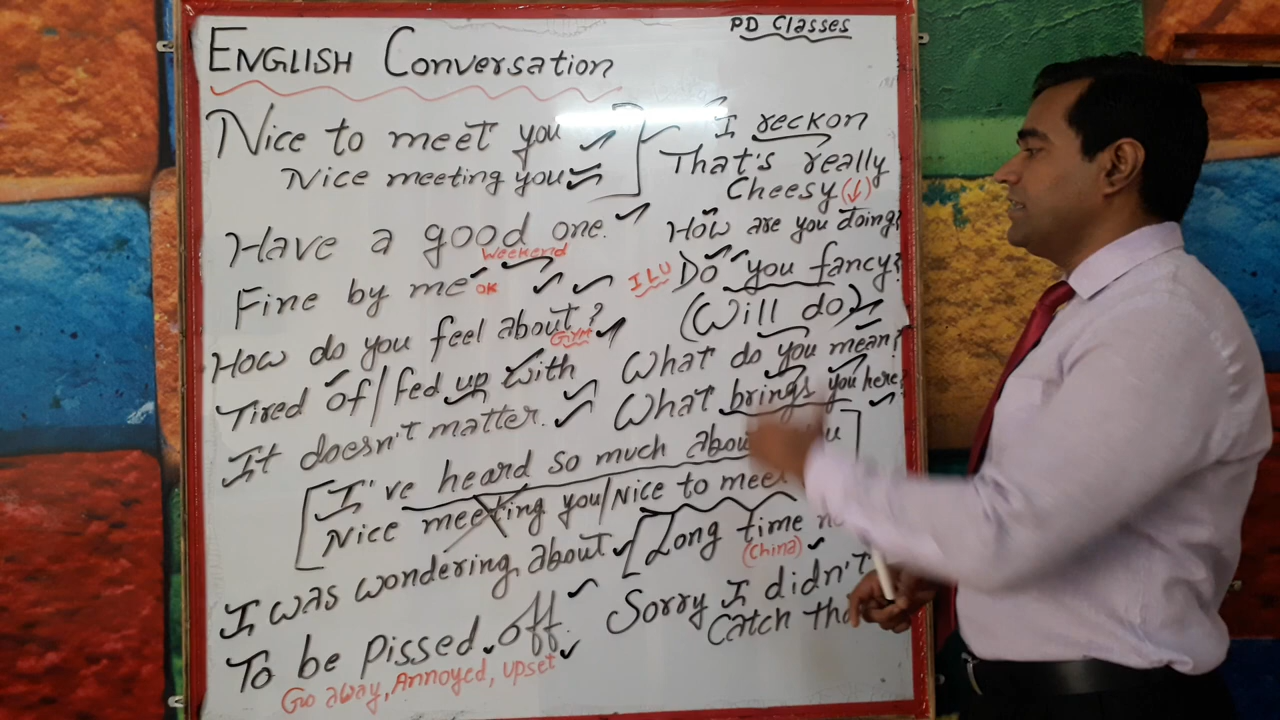 PD Classes
ENGLISH Conversation
Nice to meet you
Nice meeting you
Have a good one.
Weekend
Fine by me
OK
How do you feel about?
Gym
Tired of/Fed up with
It doesn't matter.
I've heard so much about you
Nice meeting you/Nice to meet
I was wondering about
To be Pissed off
Go away, Annoyed, upset
I reckon
That's really
Cheesy (↓)
How are you doing?
ILU Do you fancy?
(Will do)
What do you mean?
What brings you here?
[Long time
(China)
Sorry I didn't
Catch